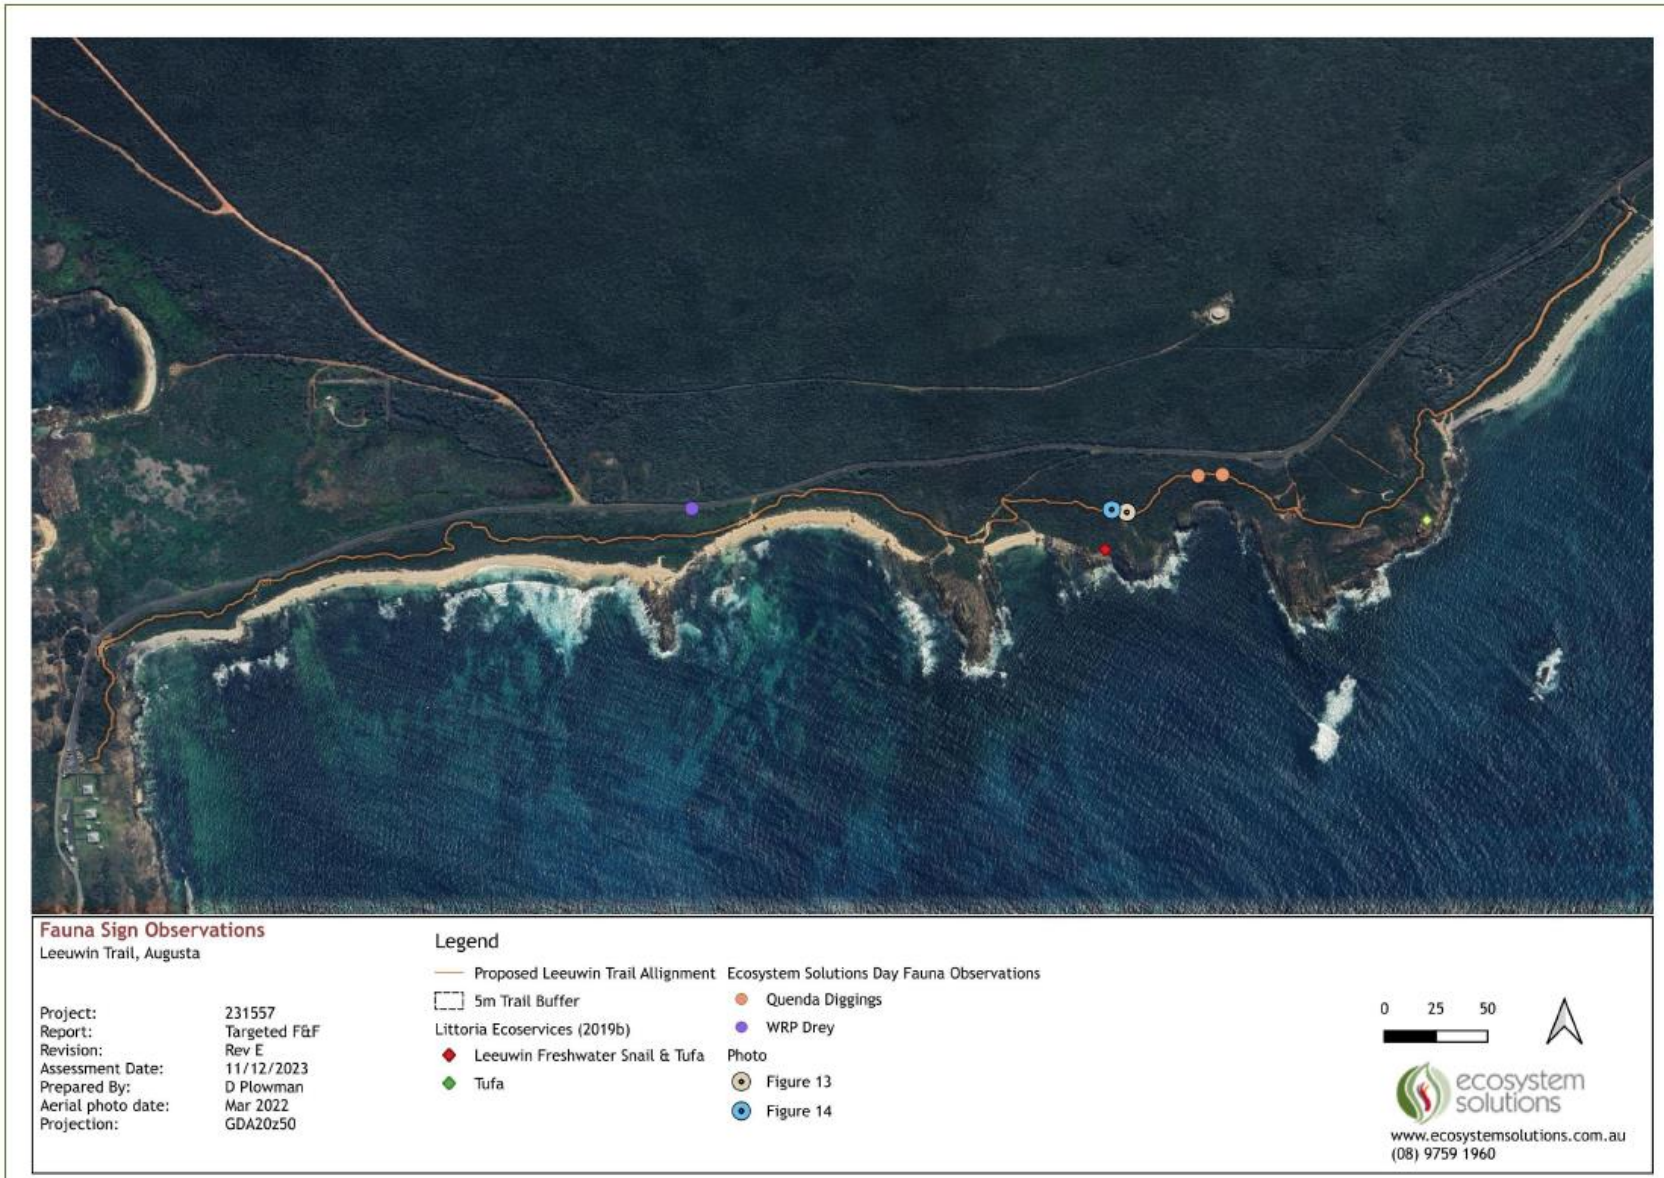 Fauna Sign Observations
Leeuwin Trail, Augusta
Project: 231557
Report: Targeted F&F
Revision: Rev E
Assessment Date: 11/12/2023
Prepared By: D Plowman
Aerial photo date: Mar 2022
Projection: GDA20z50
Legend
Proposed Leeuwin Trail Allignment
5m Trail Buffer
Littoria Ecoservices (2019b)
Leeuwin Freshwater Snail & Tufa
Tufa
Ecosystem Solutions Day Fauna Observations
Quenda Diggings
WRP Drey
Photo
Figure 13
Figure 14
0 25 50
ecosystem
solutions
www.ecosystemsolutions.com.au
(08) 9759 1960